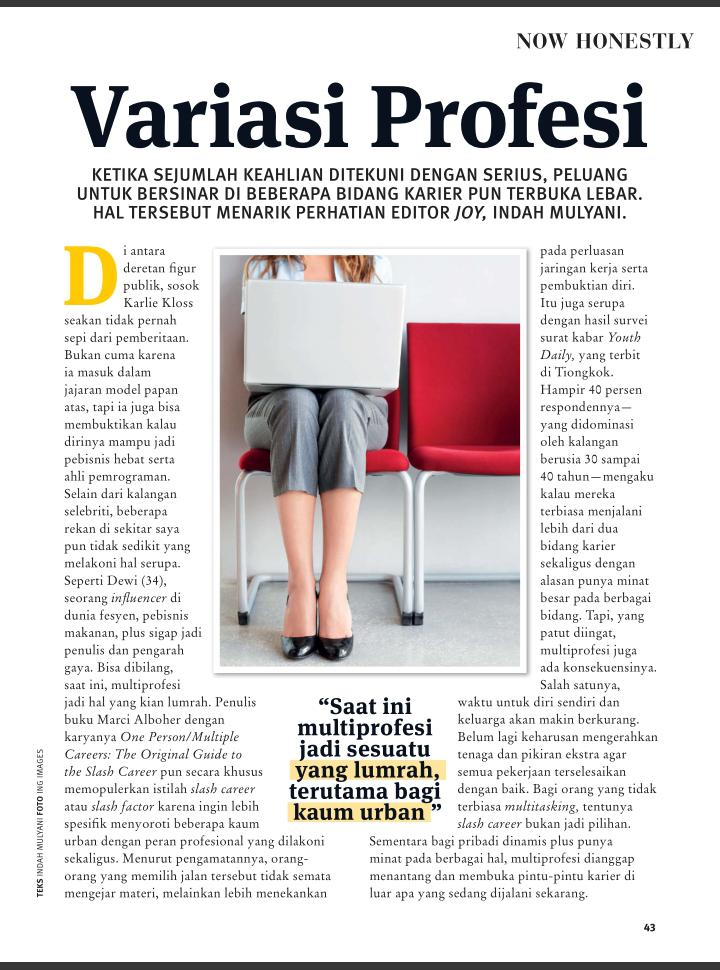 NOW HONESTLY
Variasi Profesi
KETIKA SEJUMLAH KEAHLIAN DITEKUNI DENGAN SERIUS, PELUANG
UNTUK BERSINAR DI BEBERAPA BIDANG KARIER PUN TERBUKA LEBAR.
HAL TERSEBUT MENARIK PERHATIAN EDITOR JOY, INDAH MULYANI.
Di antara
deretan figur
publik, sosok
Karlie Kloss
seakan tidak pernah
sepi dari pemberitaan.
Bukan cuma karena
ia masuk dalam
jajaran model papan
atas, tapi ia juga bisa
membuktikan kalau
dirinya mampu jadi
pebisnis hebat serta
ahli pemrograman.
Selain dari kalangan
selebriti, beberapa
rekan di sekitar saya
pun tidak sedikit yang
melakoni hal serupa.
Seperti Dewi (34),
seorang influencer di
dunia fesyen, pebisnis
makanan, plus sigap jadi
penulis dan pengarah
gaya. Bisa dibilang,
saat ini, multiprofesi
jadi hal yang kian lumrah. Penulis
buku Marci Alboher dengan
karyanya One Person/Multiple
Careers: The Original Guide to
the Slash Career pun secara khusus
memopulerkan istilah slash career
atau slash factor karena ingin lebih
spesifik menyoroti beberapa kaum
urban dengan peran profesional yang dilakoni
sekaligus. Menurut pengamatannya, orang-
orang yang memilih jalan tersebut tidak semata
mengejar materi, melainkan lebih menekankan
pada perluasan
jaringan kerja serta
pembuktian diri.
Itu juga serupa
dengan hasil survei
surat kabar Youth
Daily, yang terbit
di Tiongkok.
Hampir 40 persen
respondennya—
yang didominasi
oleh kalangan
berusia 30 sampai
40 tahun—mengaku
kalau mereka
terbiasa menjalani
lebih dari dua
bidang karier
sekaligus dengan
alasan punya minat
besar pada berbagai
bidang. Tapi, yang
patut diingat,
multiprofesi juga
ada konsekuensinya.
Salah satunya,
waktu untuk diri sendiri dan
keluarga akan makin berkurang.
Belum lagi keharusan mengerahkan
tenaga dan pikiran ekstra agar
semua pekerjaan terselesaikan
dengan baik. Bagi orang yang tidak
terbiasa multitasking, tentunya
slash career bukan jadi pilihan.
Sementara bagi pribadi dinamis plus punya
minat pada berbagai hal, multiprofesi dianggap
menantang dan membuka pintu-pintu karier di
luar apa yang sedang dijalani sekarang.
“Saat ini
multiprofesi
jadi sesuatu
yang lumrah,
terutama bagi
kaum urban ”
TEKS INDAH MULYANI FOTO ING IMAGES
43